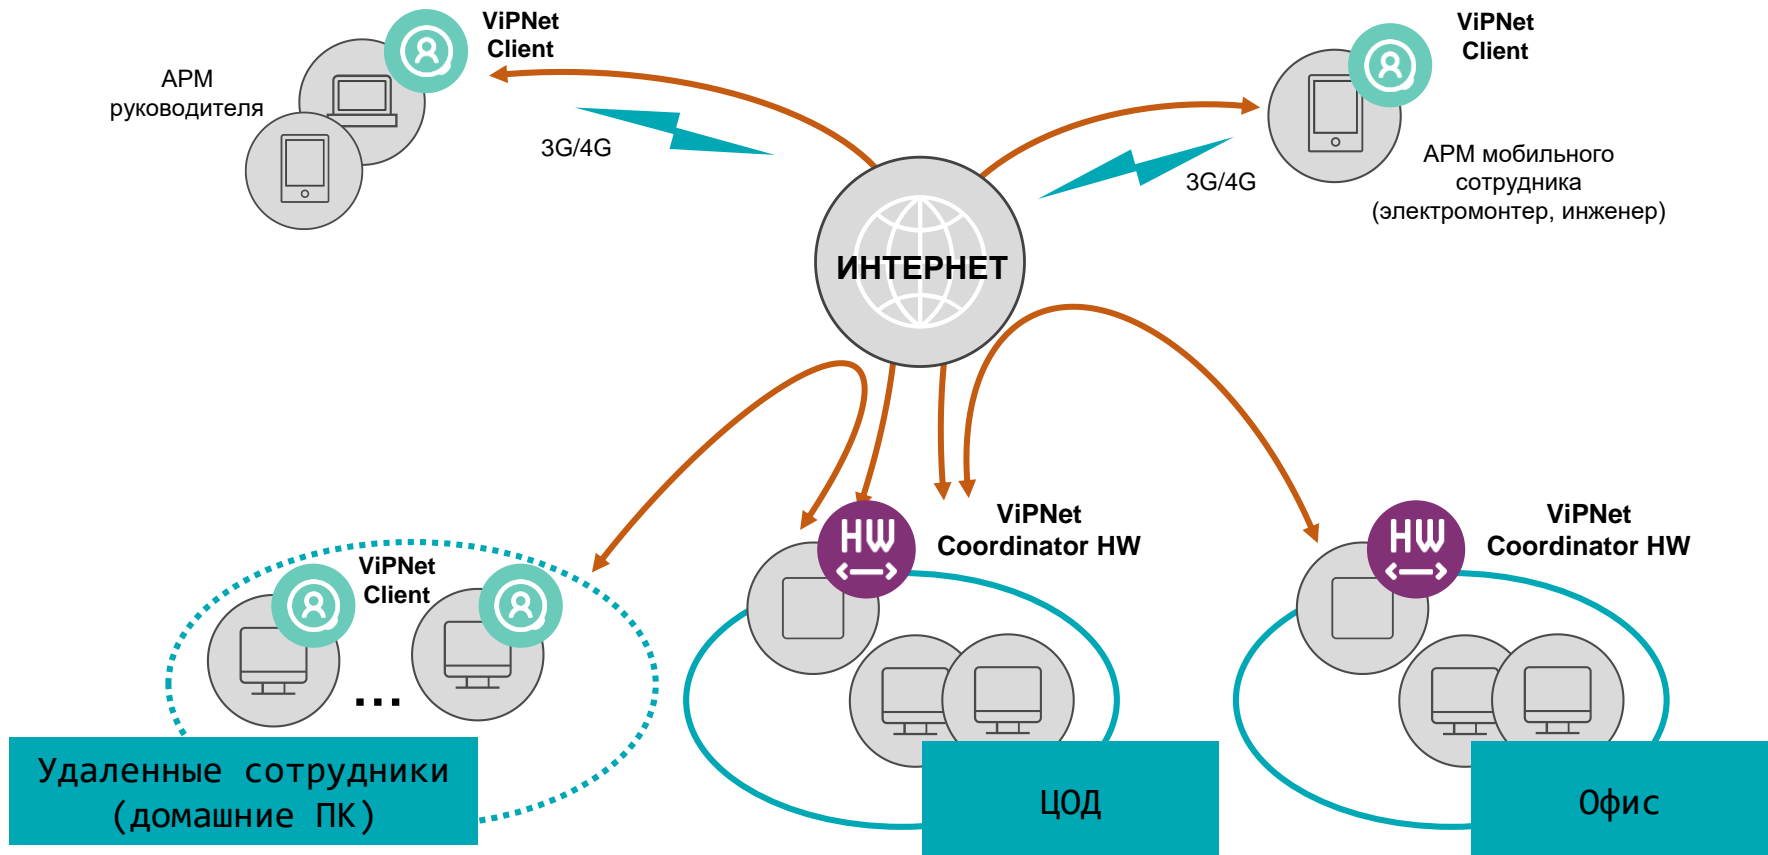 ViPNet
Client
АРМ
руководителя
3G/4G
ViPNet
Client
3G/4G
АРМ мобильного
сотрудника
(электромонтер, инженер)
ИНТЕРНЕТ
ViPNet
Client
...
Удаленные сотрудники
(домашние ПК)
HW
ViPNet
Coordinator HW
ЦОД
HW
ViPNet
Coordinator HW
Офис